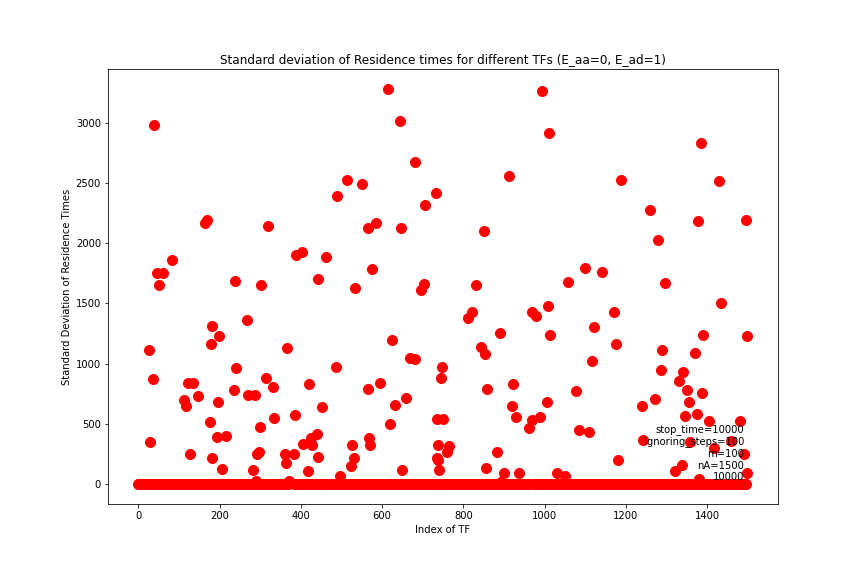 Standard deviation of Residence times for different TFs (E_aa=0, E_ad=1)
Standard Deviation of Residence Times
3000
2500
2000
1500
1000
500
0
stop_time=10000
ignoring_steps=100
m=100
nA=1500
10000
0
200
400
600
800
1000
1200
1400
Index of TF